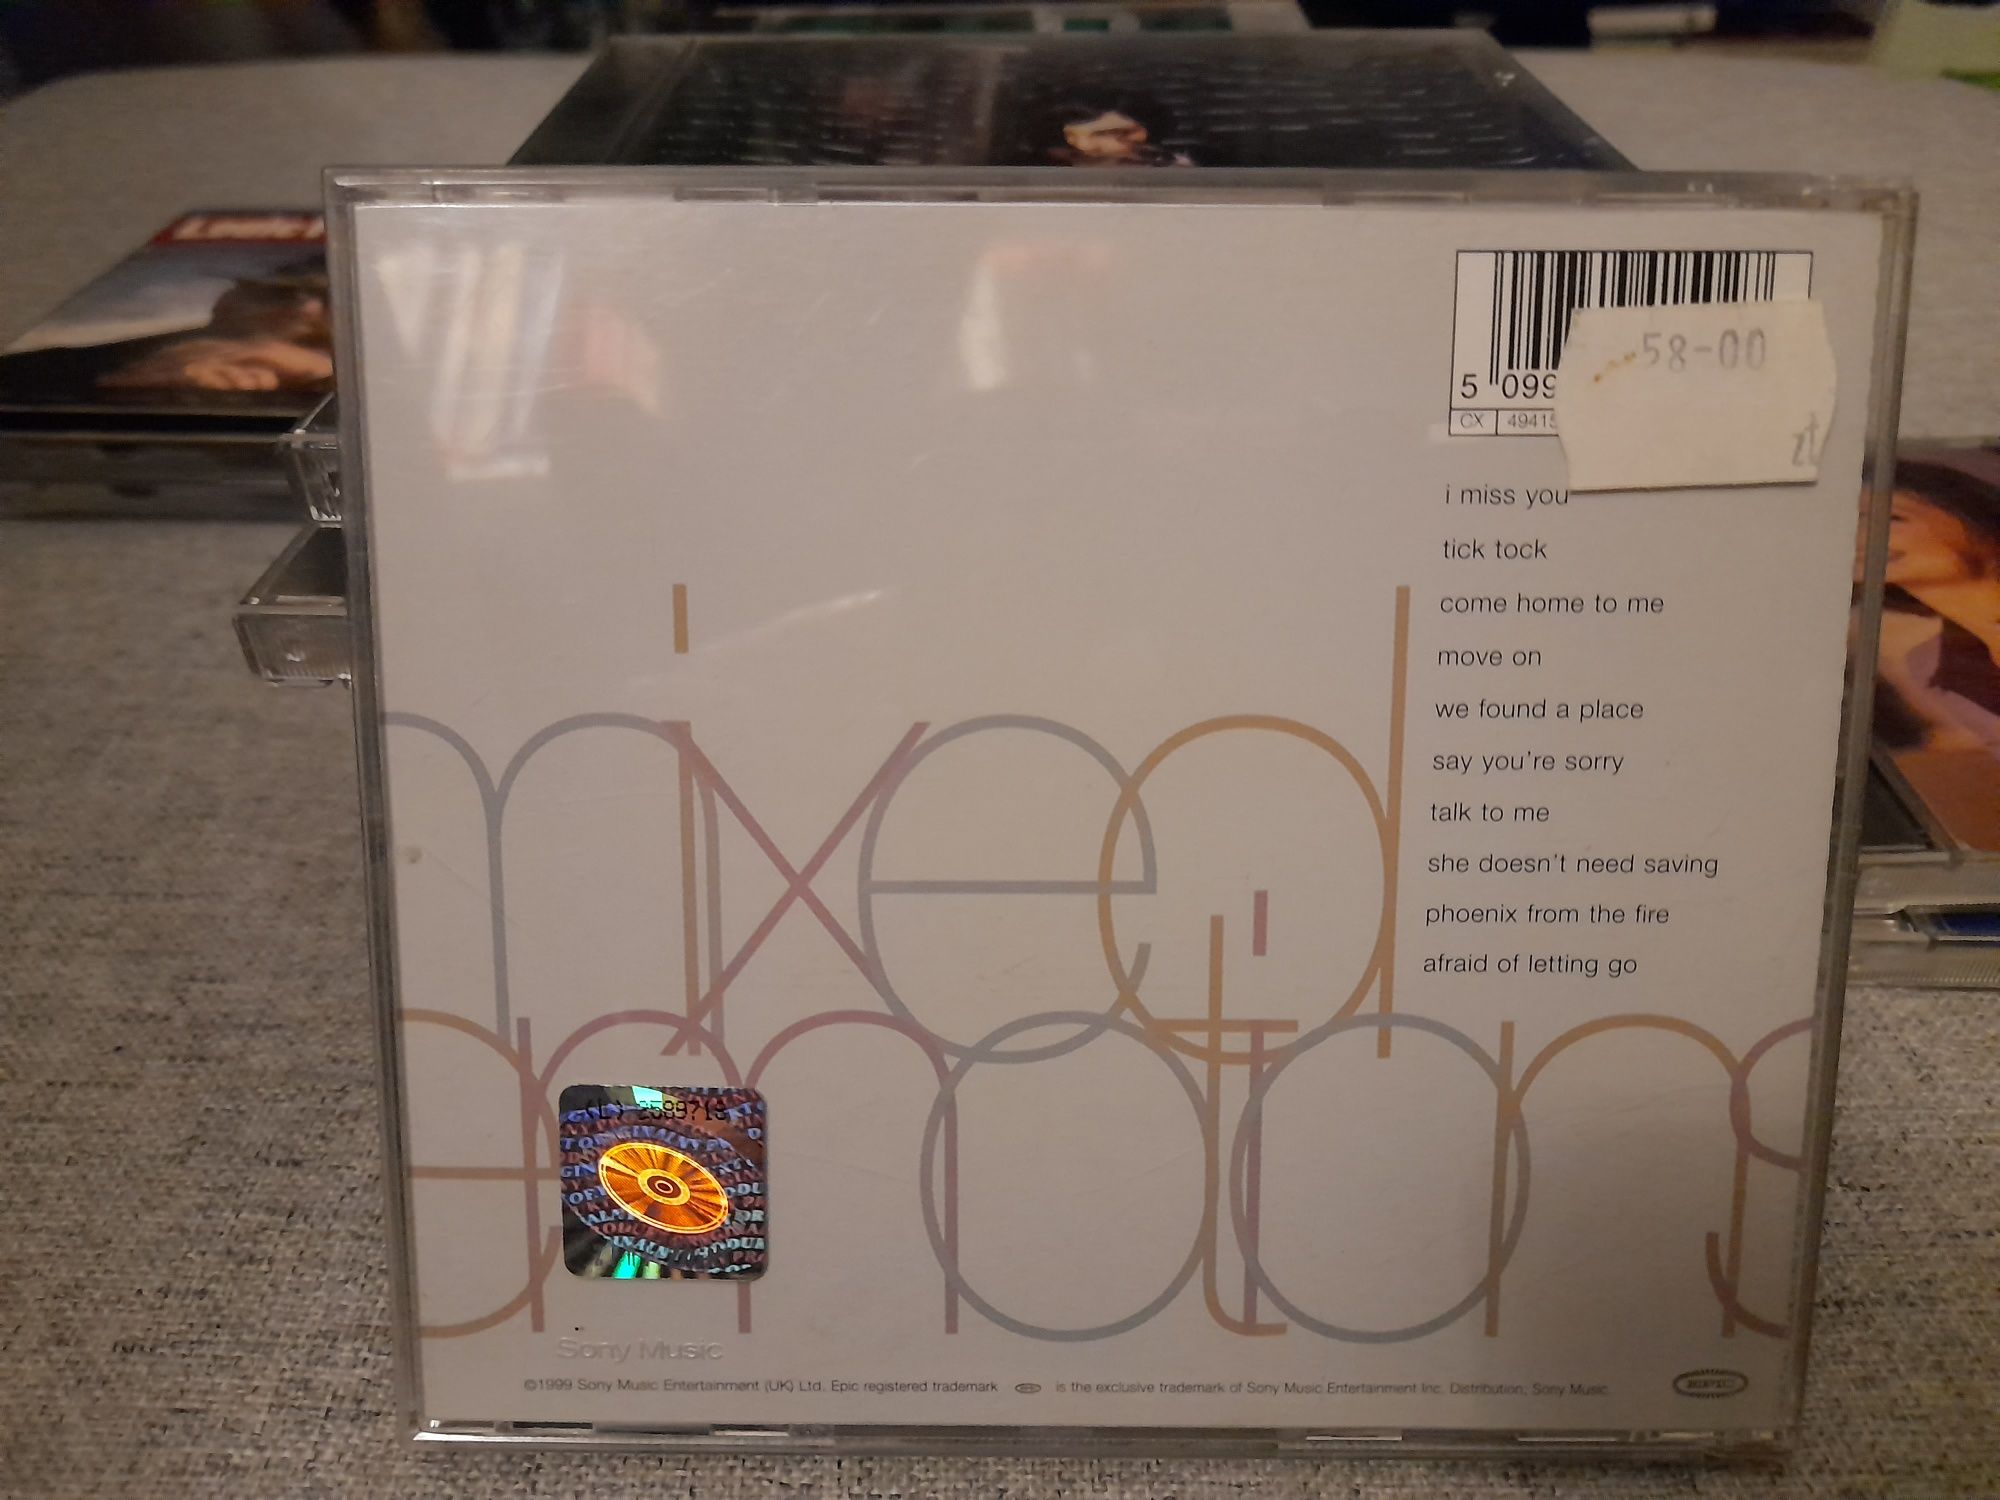 58-00
zł
5 099
CX 49415
i miss you
tick tock
come home to me
move on
we found a place
say you're sorry
talk to me
she doesn't need saving
phoenix from the fire
afraid of letting go
mixed
emotions
(L) 2589718
Sony Music
©1999 Sony Music Entertainment (UK) Ltd. Epic registered trademark is the exclusive trademark of Sony Music Entertainment Inc. Distribution: Sony Music